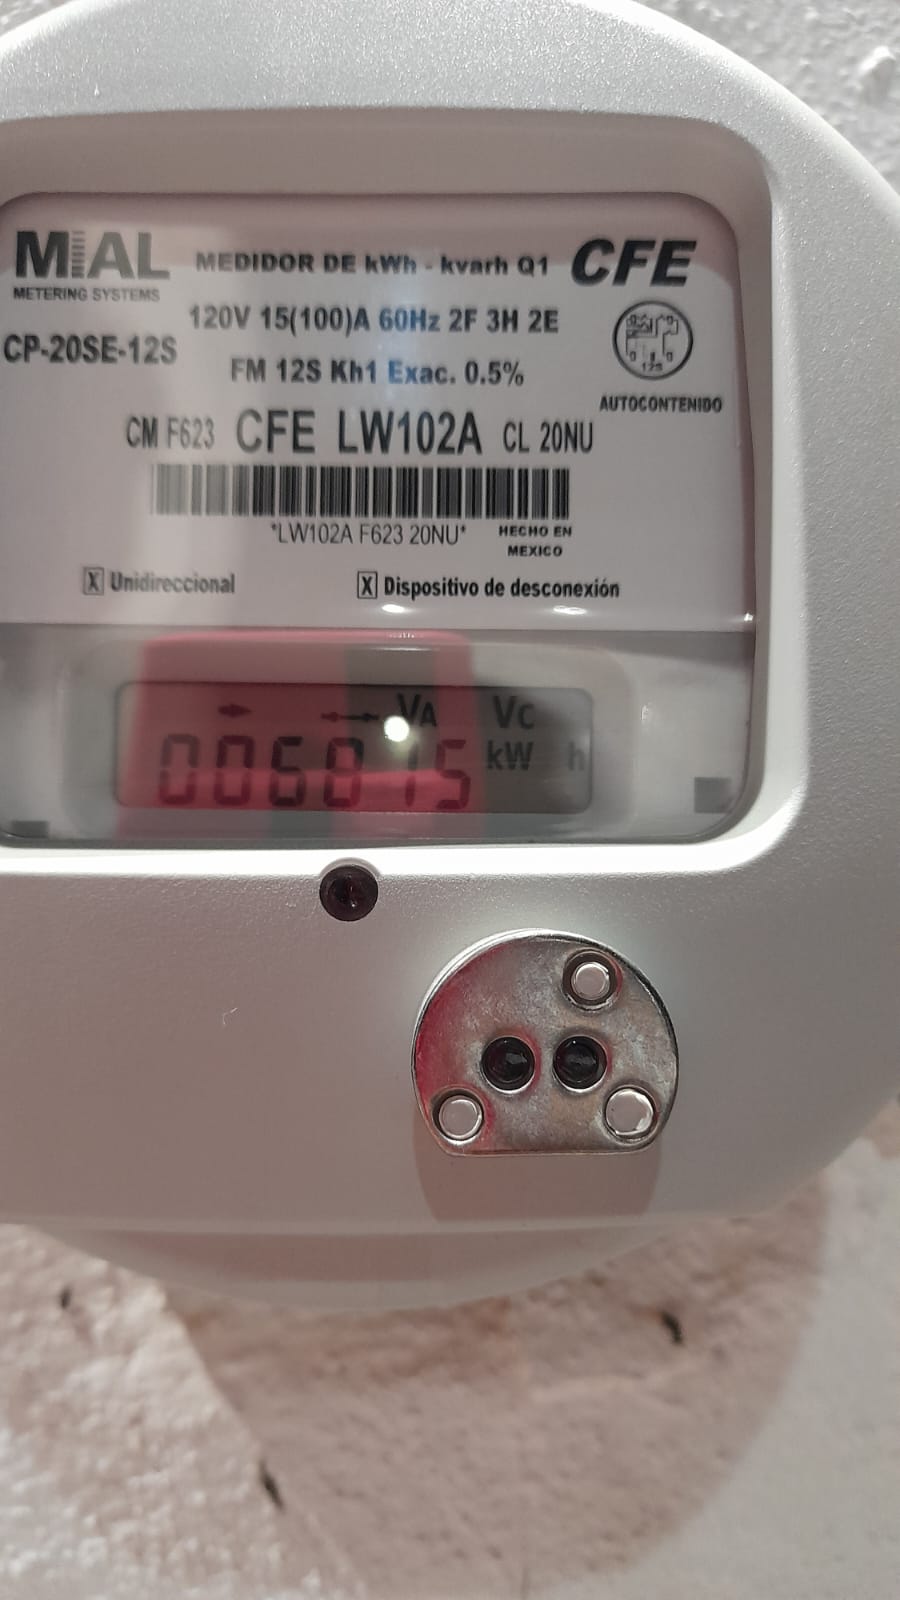 MIAL
METERING SYSTEMS
MEDIDOR DE kWh - kvarh Q1
CFE
120V 15(100)A 60Hz 2F 3H 2E
CP-20SE-12S
FM 12S Kh1 Exac. 0.5%
12S
AUTOCONTENIDO
CM F623 CFE LW102A CL 20NU
*LW102A F623 20NU*
HECHO EN
MEXICO
X Unidireccional
X Dispositivo de desconexión
VA VC
006815 kW h